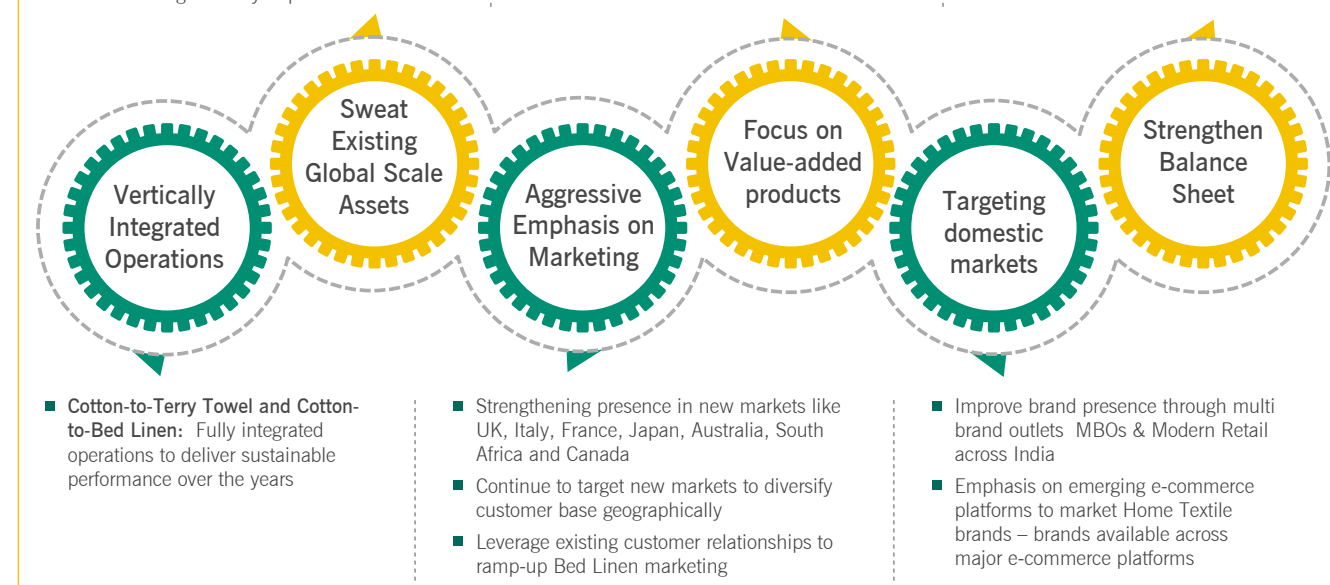 Sweat
Existing
Global Scale
Assets
Focus on
Value-added
products
Strengthen
Balance
Sheet
Vertically
Integrated
Operations
Aggressive
Emphasis on
Marketing
Targeting
domestic
markets
■ Cotton-to-Terry Towel and Cotton-
to-Bed Linen: Fully integrated
operations to deliver sustainable
performance over the years
■ Strengthening presence in new markets like
UK, Italy, France, Japan, Australia, South
Africa and Canada
■ Continue to target new markets to diversify
customer base geographically
■ Leverage existing customer relationships to
ramp-up Bed Linen marketing
■ Improve brand presence through multi
brand outlets MBOs & Modern Retail
across India
■ Emphasis on emerging e-commerce
platforms to market Home Textile
brands – brands available across
major e-commerce platforms